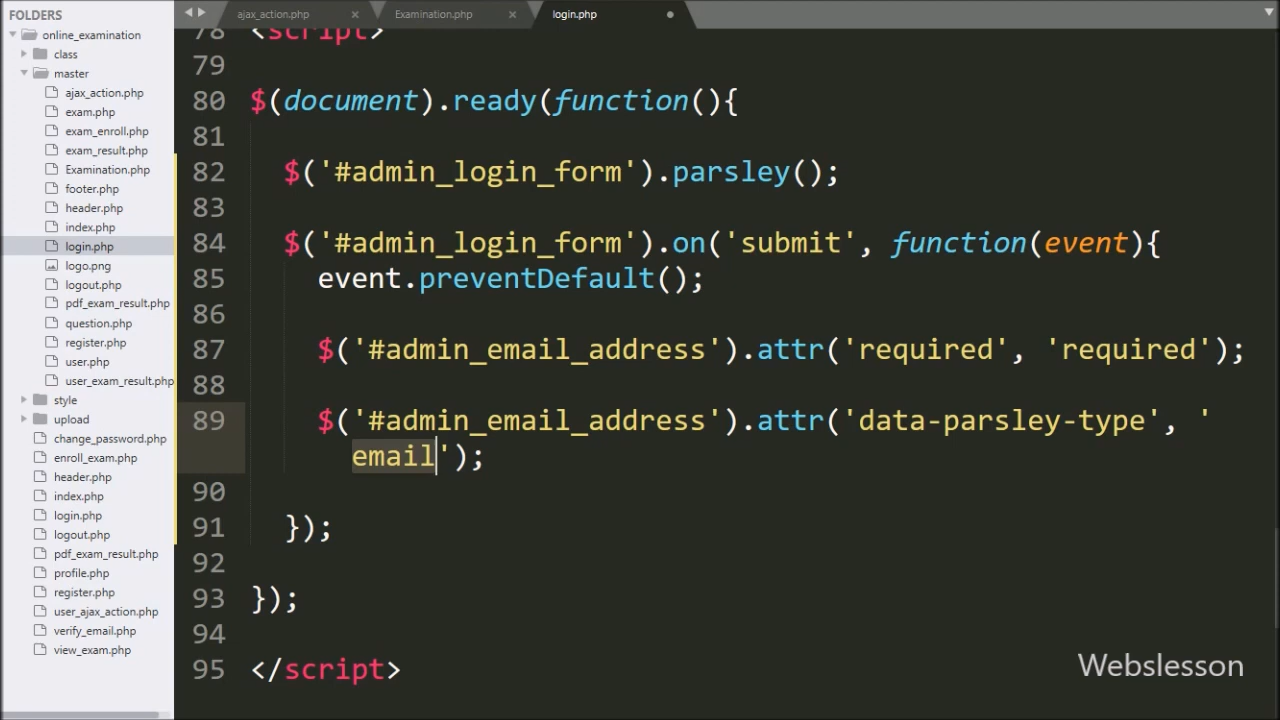 FOLDERS
online_examination
class
master
ajax_action.php
exam.php
exam_enroll.php
exam_result.php
Examination.php
footer.php
header.php
index.php
login.php
logo.png
logout.php
pdf_exam_result.php
question.php
register.php
user.php
user_exam_result.php
style
upload
change_password.php
enroll_exam.php
header.php
index.php
login.php
logout.php
pdf_exam_result.php
profile.php
register.php
user_ajax_action.php
verify_email.php
view_exam.php
ajax_action.php × Examination.php × login.php
78 <script>
79
80 $(document).ready(function(){
81
82 $('#admin_login_form').parsley();
83
84 $('#admin_login_form').on('submit', function(event){
85 event.preventDefault();
86
87 $('#admin_email_address').attr('required', 'required');
88
89 $('#admin_email_address').attr('data-parsley-type', '
email');
90
91 });
92
93 });
94
95 </script>
Webslesson